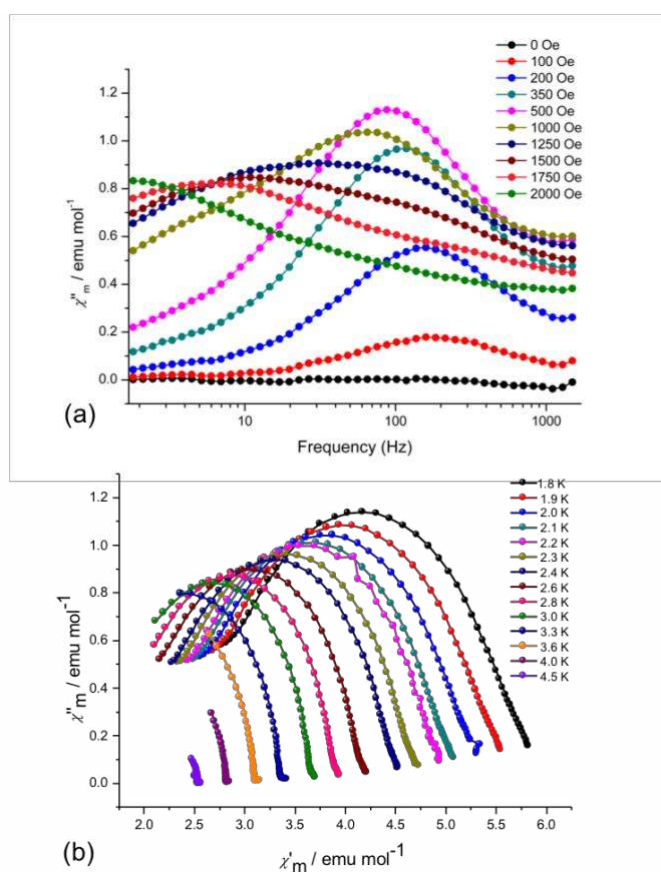 0 Oe
100 Oe
200 Oe
350 Oe
500 Oe
1000 Oe
1250 Oe
1500 Oe
1750 Oe
2000 Oe
1.2
1.0
0.8
0.6
0.4
0.2
0.0
χ"m / emu mol⁻¹
10 100 1000
(a)
Frequency (Hz)
1.8 K
1.9 K
2.0 K
2.1 K
2.2 K
2.3 K
2.4 K
2.6 K
2.8 K
3.0 K
3.3 K
3.6 K
4.0 K
4.5 K
1.2
1.0
0.8
0.6
0.4
0.2
0.0
χ"m / emu mol⁻¹
2.0 2.5 3.0 3.5 4.0 4.5 5.0 5.5 6.0
(b)
χ'm / emu mol⁻¹